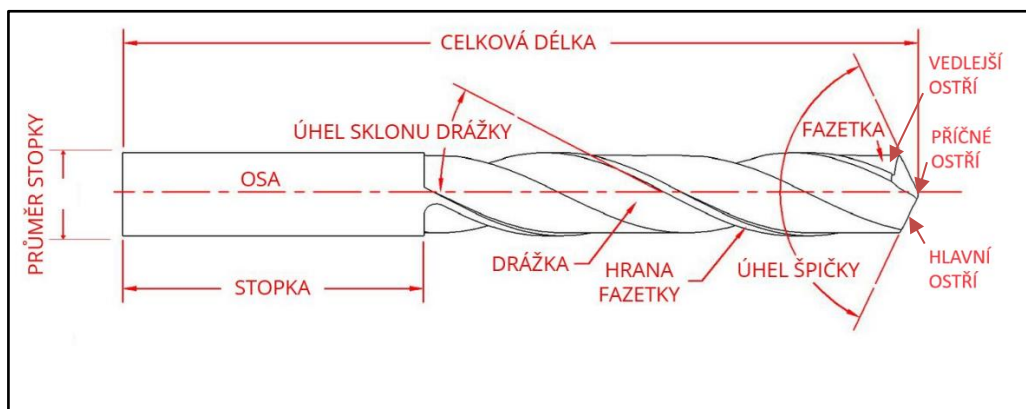 CELKOVÁ DÉLKA
VEDLEJŠÍ
OSTŘÍ
ÚHEL SKLONU DRÁŽKY
FAZETKA
PŘÍČNÉ
OSTŘÍ
PRŮMĚR STOPKY
OSA
DRÁŽKA
HRANA
FAZETKY
ÚHEL ŠPIČKY
HLAVNÍ
OSTŘÍ
STOPKA